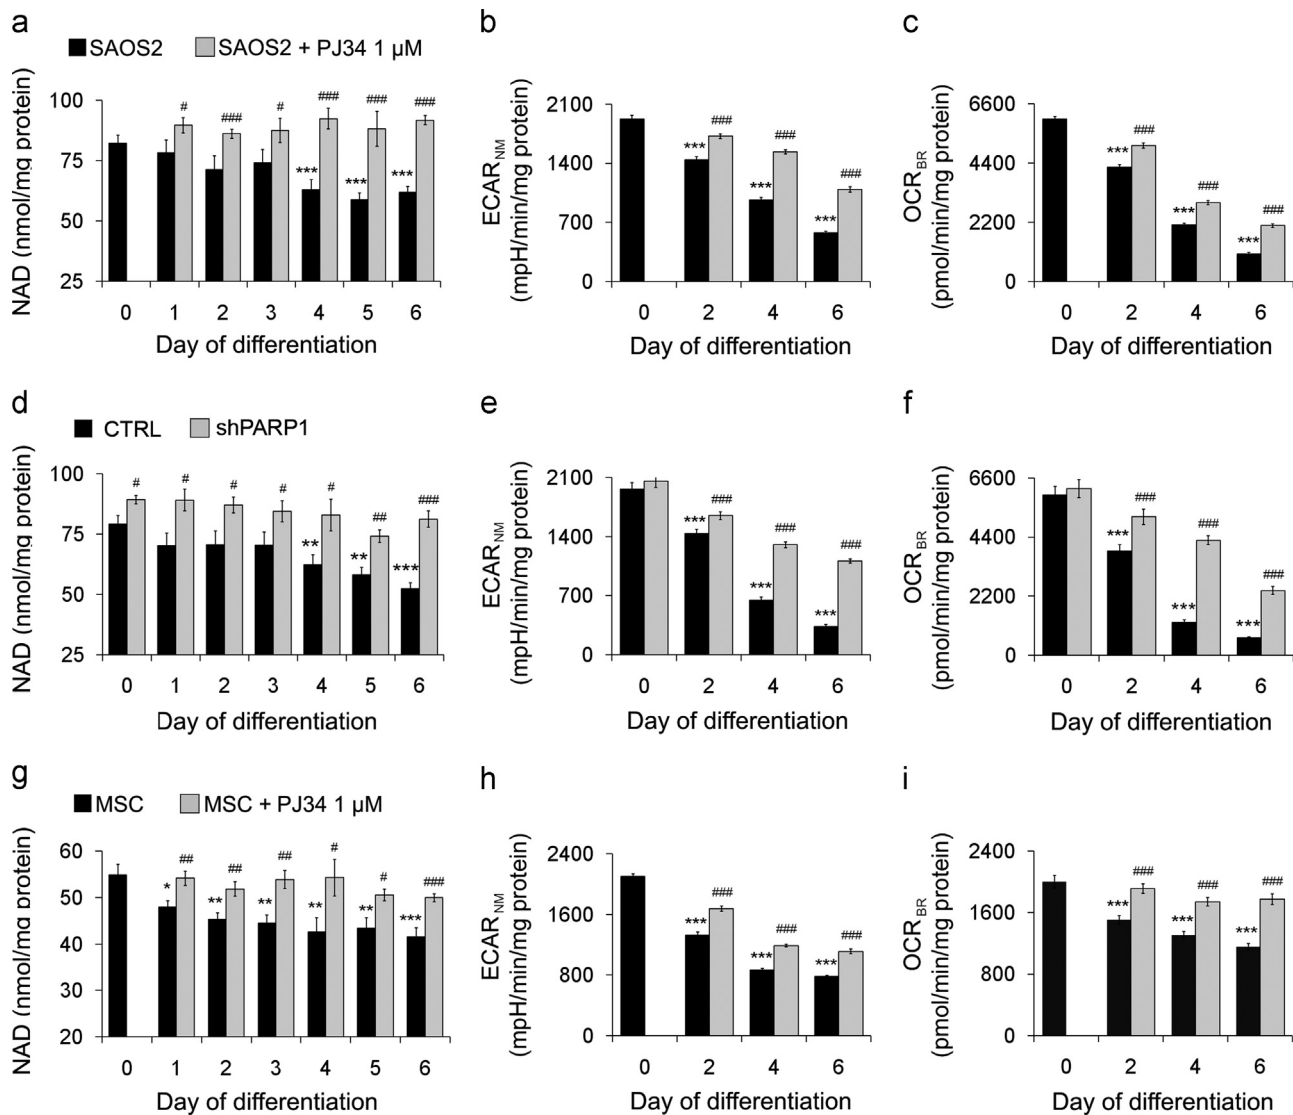 a
SAOS2 SAOS2 + PJ34 1 µM
NAD (nmol/mg protein)
100
75
50
25
# ### # ### ### ###
*** *** ***
0 1 2 3 4 5 6
Day of differentiation
b
ECAR_NM
(mpH/min/mg protein)
2100
1400
700
0
### ### ###
*** *** ***
0 2 4 6
Day of differentiation
c
OCR_BR
(pmol/min/mg protein)
6600
4400
2200
0
### ### ###
*** *** ***
0 2 4 6
Day of differentiation
d
CTRL shPARP1
NAD (nmol/mg protein)
100
75
50
25
# # # # # ## ###
** ** ***
0 1 2 3 4 5 6
Day of differentiation
e
ECAR_NM
(mpH/min/mg protein)
2100
1400
700
0
### ### ###
*** *** ***
0 2 4 6
Day of differentiation
f
OCR_BR
(pmol/min/mg protein)
6600
4400
2200
0
### ### ###
*** *** ***
0 2 4 6
Day of differentiation
g
MSC MSC + PJ34 1 µM
NAD (nmol/mg protein)
60
50
40
30
20
## ## ## # # ###
* ** ** ** ** ***
0 1 2 3 4 5 6
Day of differentiation
h
ECAR_NM
(mpH/min/mg protein)
2400
1600
800
0
### ### ###
*** *** ***
0 2 4 6
Day of differentiation
i
OCR_BR
(pmol/min/mg protein)
2400
1600
800
0
### ### ###
*** *** ***
0 2 4 6
Day of differentiation